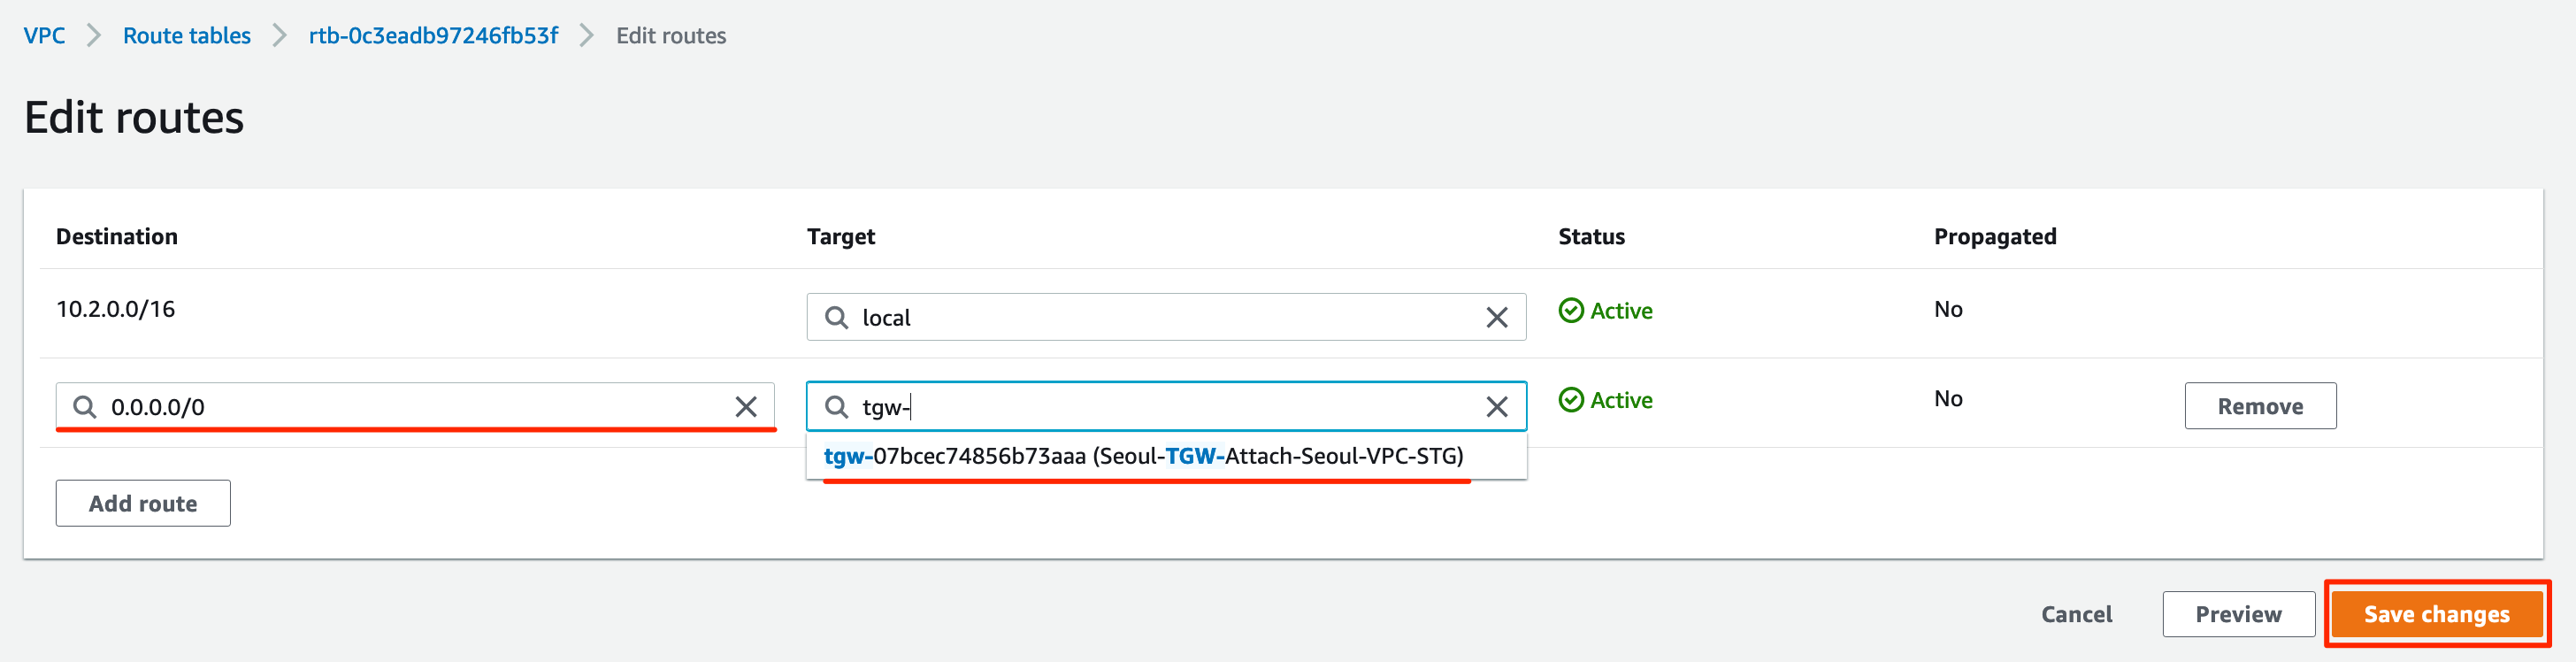 VPC > Route tables > rtb-0c3eadb97246fb53f > Edit routes
Edit routes
Destination Target Status Propagated
10.2.0.0/16 local Active No
0.0.0.0/0 tgw- Active No Remove
tgw-07bcec74856b73aaa (Seoul-TGW-Attach-Seoul-VPC-STG)
Add route
Cancel Preview Save changes